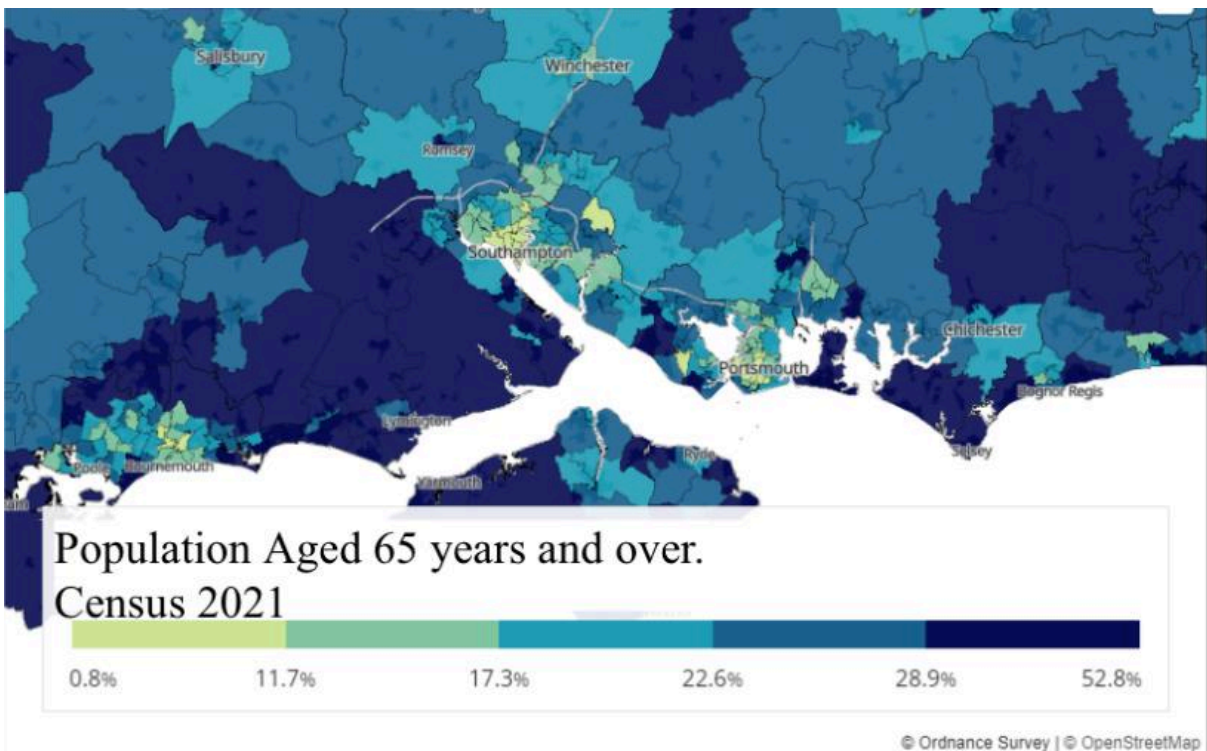 Salisbury
Winchester
Romsey
Southampton
Chichester
Portsmouth
Bognor Regis
Lymington
Ryde
Selsey
Poole
Bournemouth
Yarmouth
Population Aged 65 years and over.
Census 2021
0.8% 11.7% 17.3% 22.6% 28.9% 52.8%
© Ordnance Survey | © OpenStreetMap